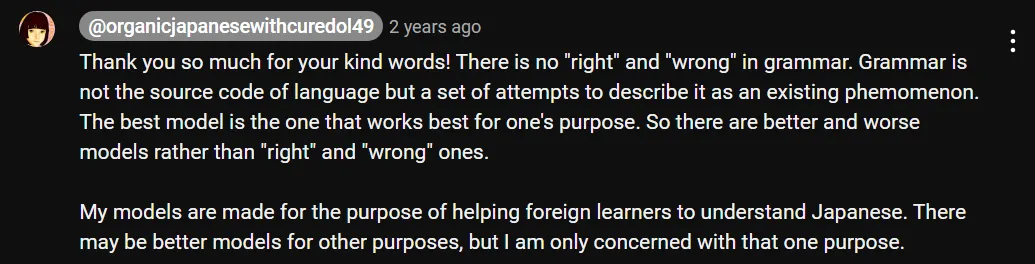 @organicjapanesewithcuredol49 2 years ago
Thank you so much for your kind words! There is no "right" and "wrong" in grammar. Grammar is
not the source code of language but a set of attempts to describe it as an existing phemomenon.
The best model is the one that works best for one's purpose. So there are better and worse
models rather than "right" and "wrong" ones.
My models are made for the purpose of helping foreign learners to understand Japanese. There
may be better models for other purposes, but I am only concerned with that one purpose.